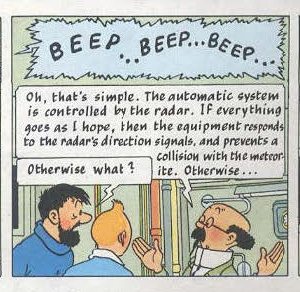 BEEP...BEEP...BEEP...
Oh, that's simple. The automatic system
is controlled by the radar. If everything
goes as I hope, then the equipment responds
to the radar's direction signals, and prevents a
collision with the meteor-
ite. Otherwise...
Otherwise what?